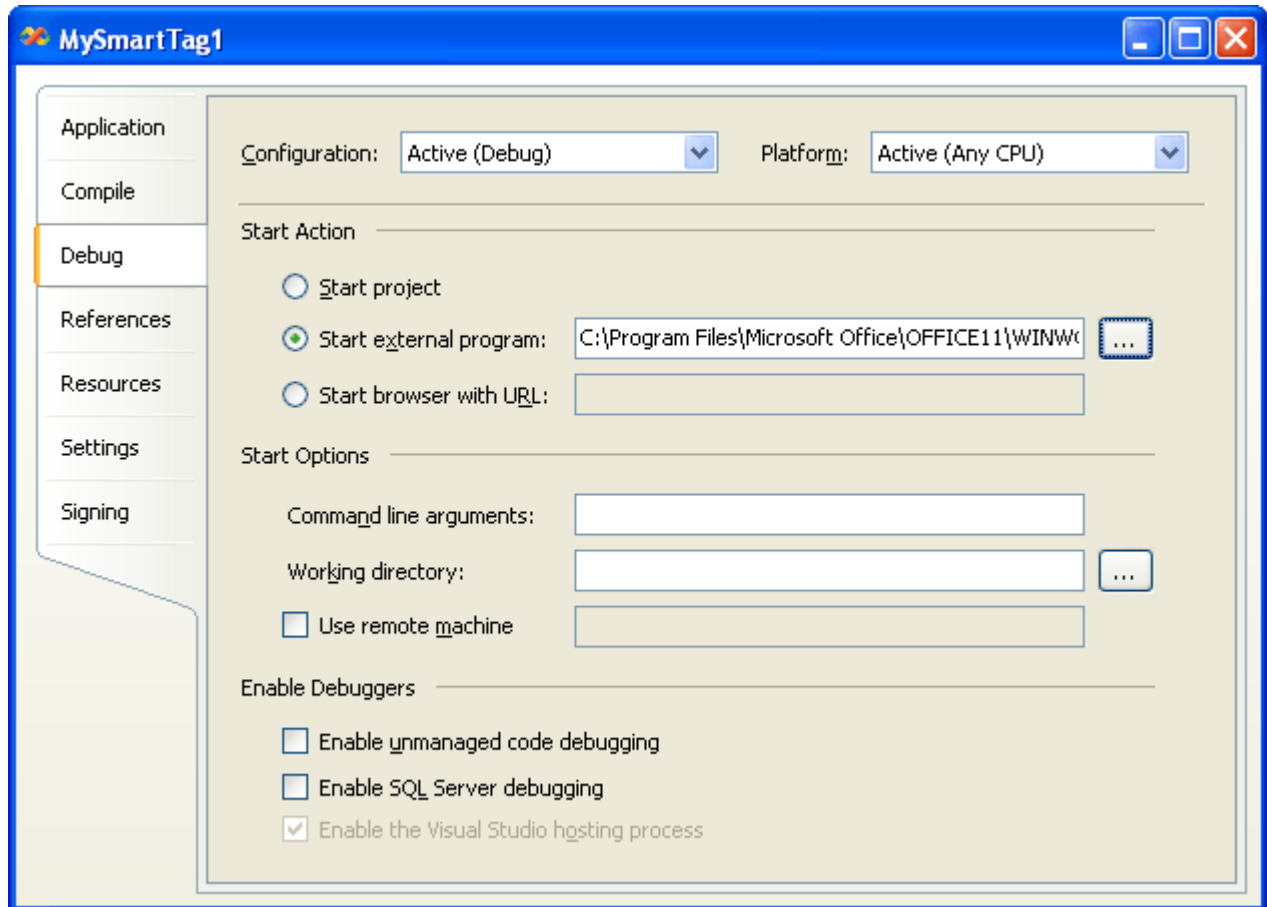 MySmartTag1
Application
Compile
Debug
References
Resources
Settings
Signing
Configuration: Active (Debug) Platform: Active (Any CPU)
Start Action
Start project
Start external program: C:\Program Files\Microsoft Office\OFFICE11\WINW ...
Start browser with URL:
Start Options
Command line arguments:
Working directory: ...
Use remote machine
Enable Debuggers
Enable unmanaged code debugging
Enable SQL Server debugging
Enable the Visual Studio hosting process